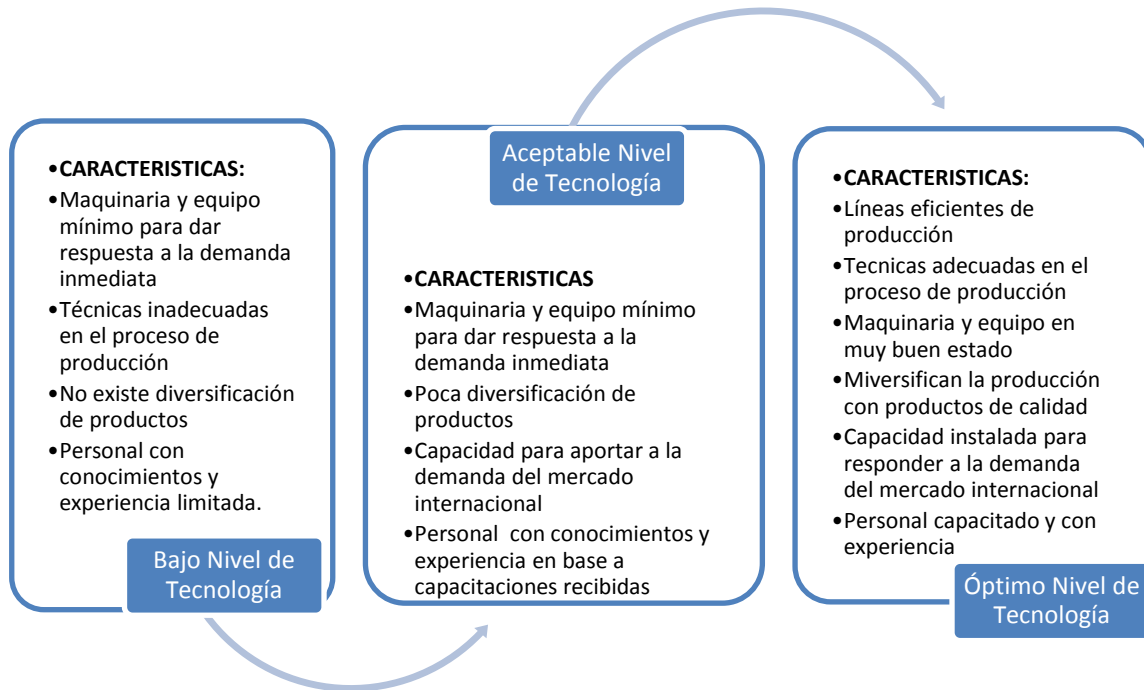 •CARACTERISTICAS:
•Maquinaria y equipo
mínimo para dar
respuesta a la demanda
inmediata
•Técnicas inadecuadas
en el proceso de
producción
•No existe diversificación
de productos
•Personal con
conocimientos y
experiencia limitada.
Bajo Nivel de
Tecnología
Aceptable Nivel
de Tecnología
•CARACTERISTICAS
•Maquinaria y equipo mínimo
para dar respuesta a la
demanda inmediata
•Poca diversificación de
productos
•Capacidad para aportar a la
demanda del mercado
internacional
•Personal  con conocimientos y
experiencia en base a
capacitaciones recibidas
•CARACTERISTICAS:
•Líneas eficientes de
producción
•Tecnicas adecuadas en el
proceso de producción
•Maquinaria y equipo en
muy buen estado
•Miversifican la producción
con productos de calidad
•Capacidad instalada para
responder a la demanda
del mercado internacional
•Personal capacitado y con
experiencia
Óptimo Nivel de
Tecnología